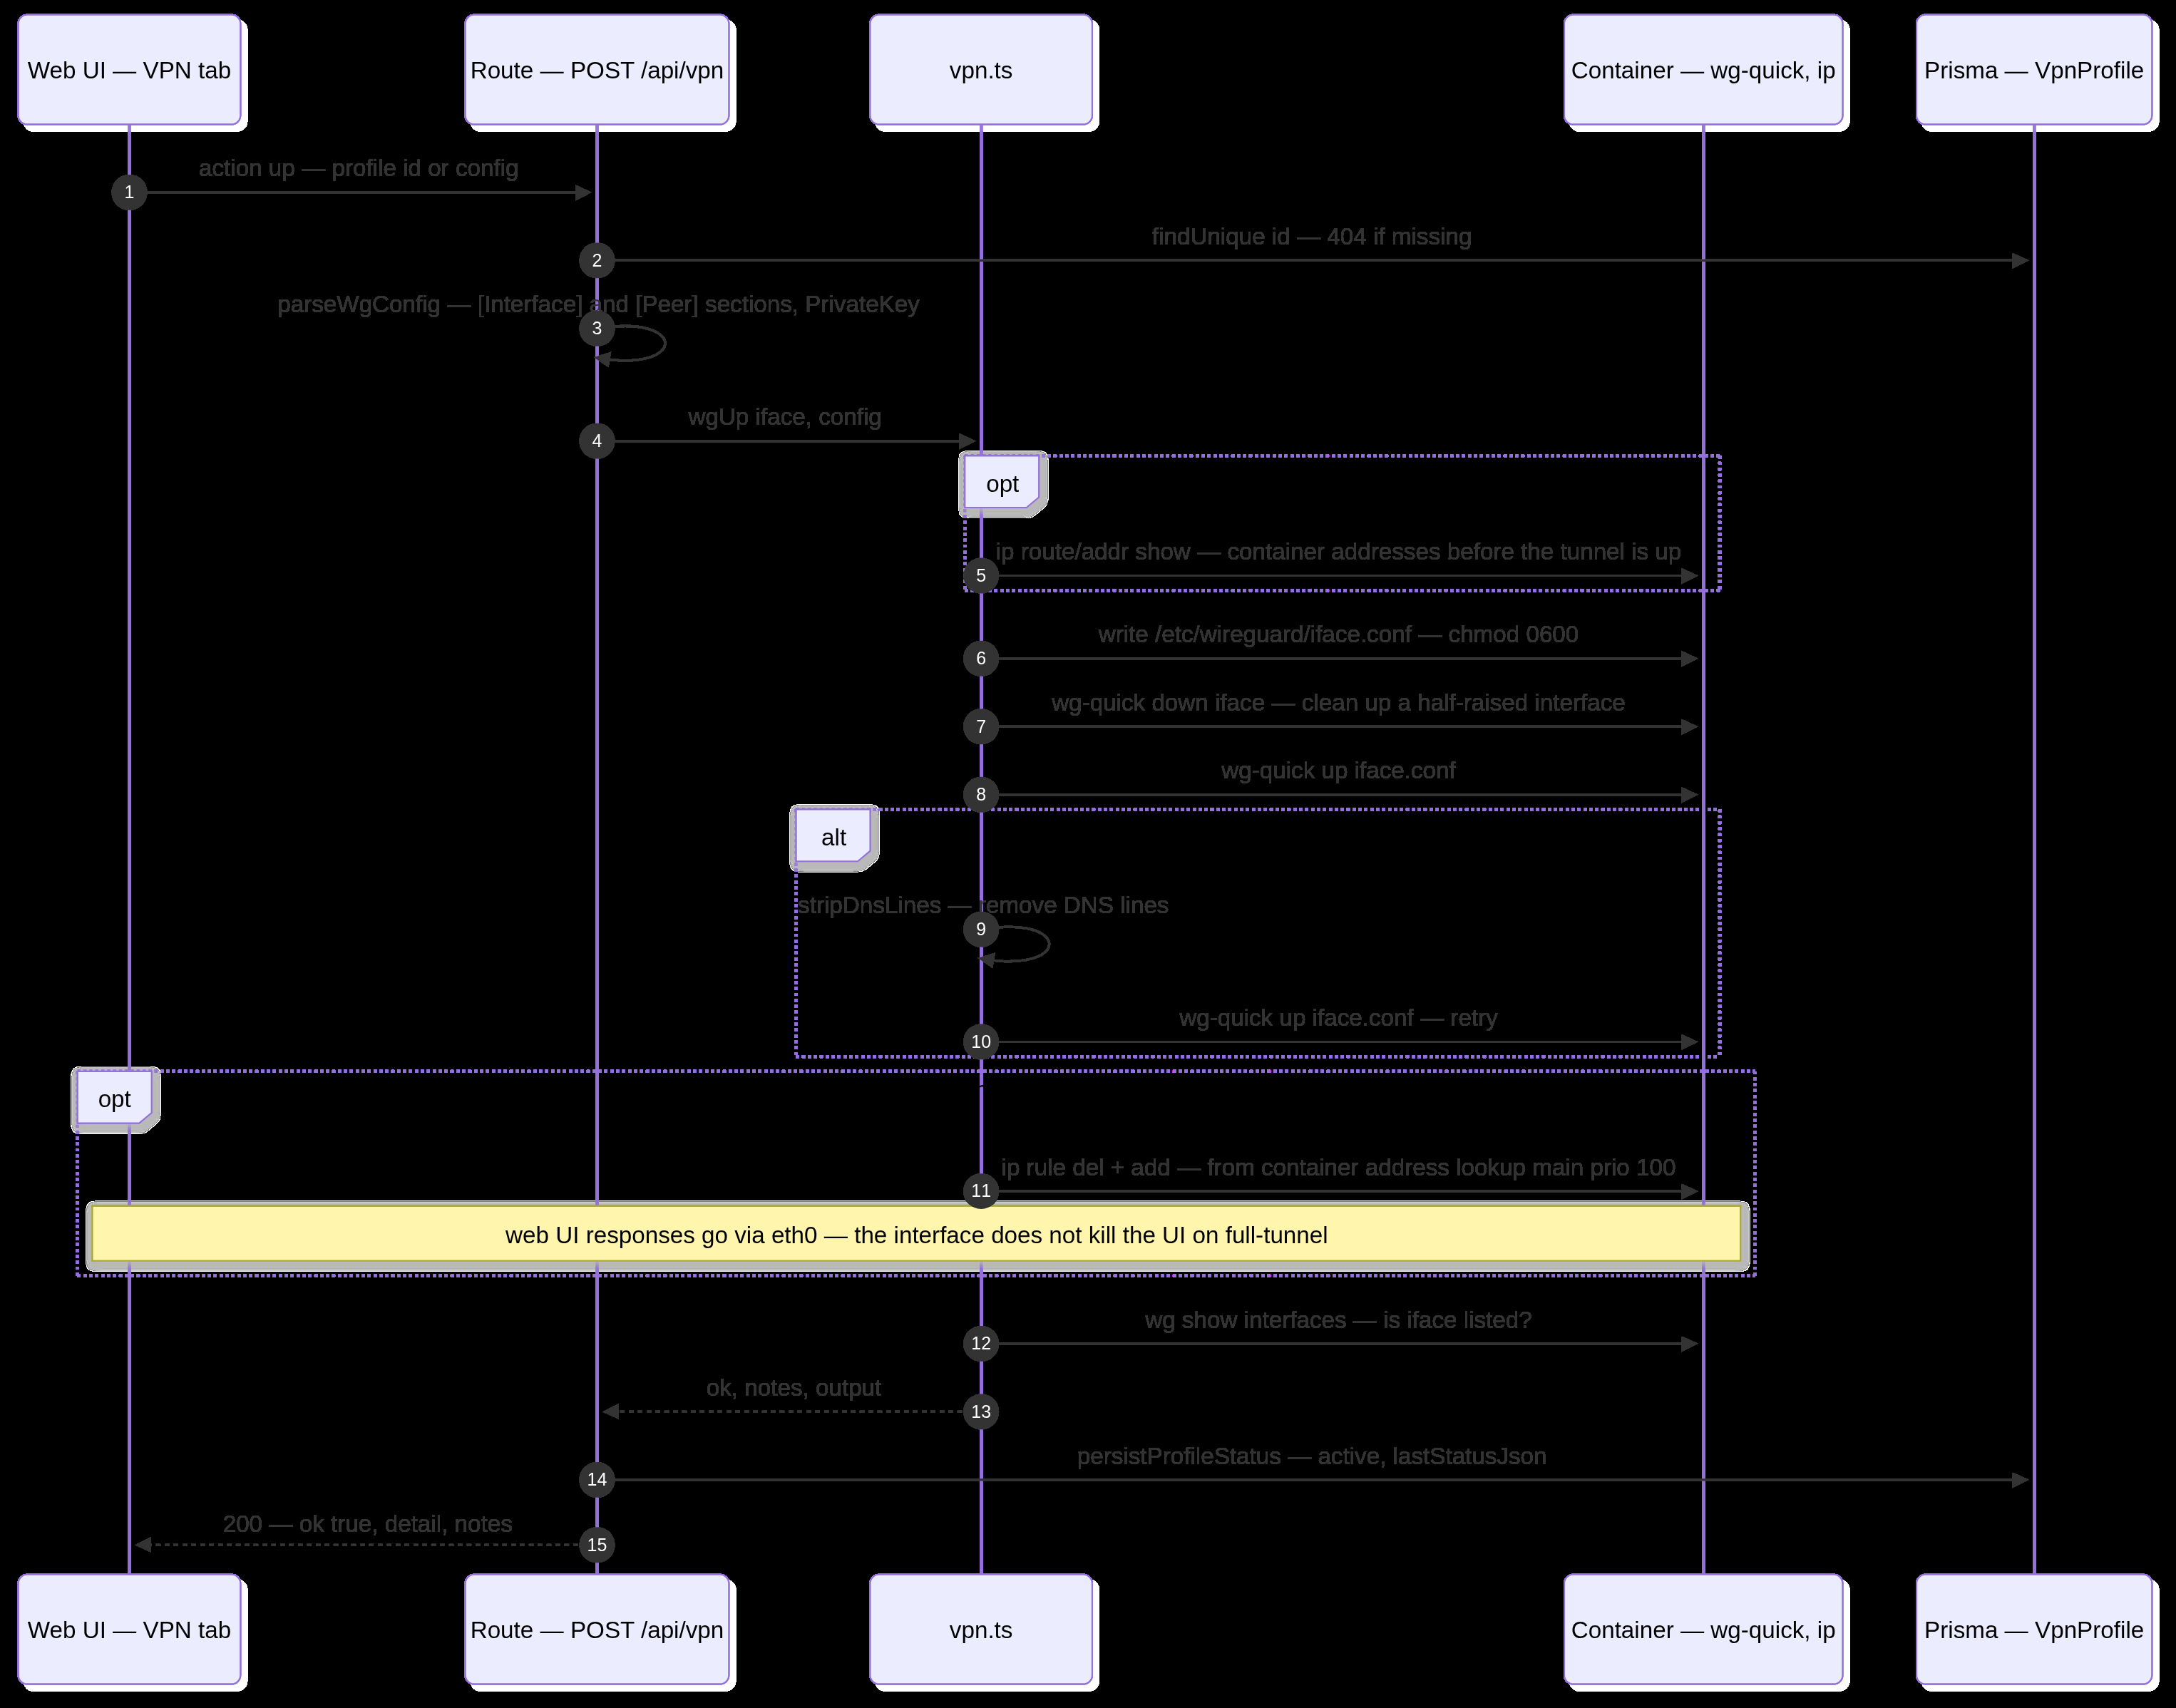 Web UI — VPN tab
Route — POST /api/vpn
vpn.ts
Container — wg-quick, ip
Prisma — VpnProfile
action up — profile id or config
1
findUnique id — 404 if missing
2
parseWgConfig — [Interface] and [Peer] sections, PrivateKey
3
wgUp iface, config
4
opt
ip route/addr show — container addresses before the tunnel is up
5
write /etc/wireguard/iface.conf — chmod 0600
6
wg-quick down iface — clean up a half-raised interface
7
wg-quick up iface.conf
8
alt
stripDnsLines — remove DNS lines
9
wg-quick up iface.conf — retry
10
opt
ip rule del + add — from container address lookup main prio 100
11
web UI responses go via eth0 — the interface does not kill the UI on full-tunnel
wg show interfaces — is iface listed?
12
ok, notes, output
13
persistProfileStatus — active, lastStatusJson
14
200 — ok true, detail, notes
15
Web UI — VPN tab
Route — POST /api/vpn
vpn.ts
Container — wg-quick, ip
Prisma — VpnProfile